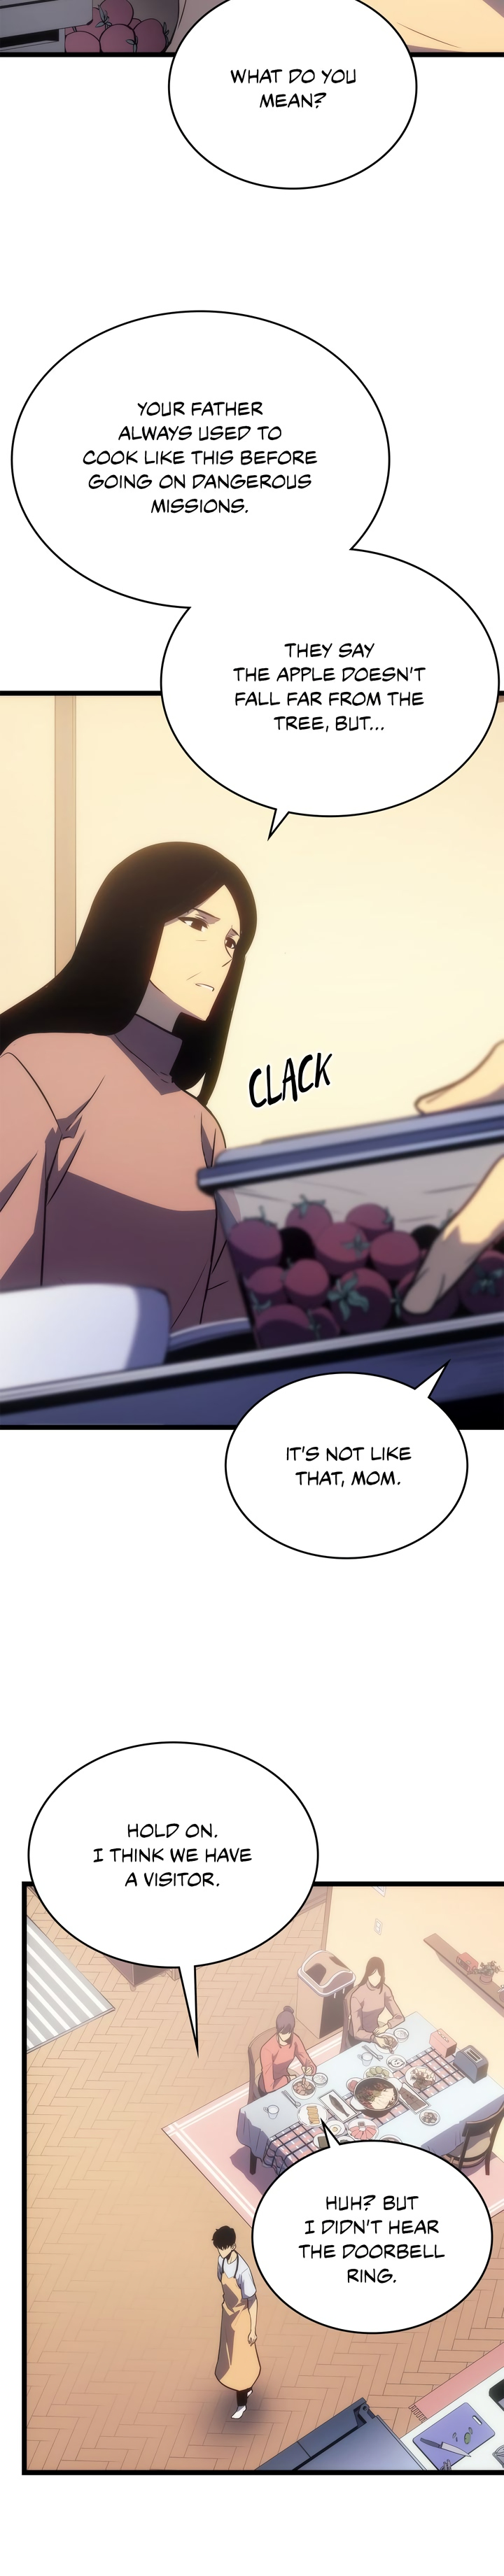 WHAT DO YOU
MEAN?
YOUR FATHER
ALWAYS USED TO
COOK LIKE THIS BEFORE
GOING ON DANGEROUS
MISSIONS.
THEY SAY
THE APPLE DOESN'T
FALL FAR FROM THE
TREE, BUT...
CLACK
IT'S NOT LIKE
THAT, MOM.
HOLD ON.
I THINK WE HAVE
A VISITOR.
HUH? BUT
I DIDN'T HEAR
THE DOORBELL
RING.